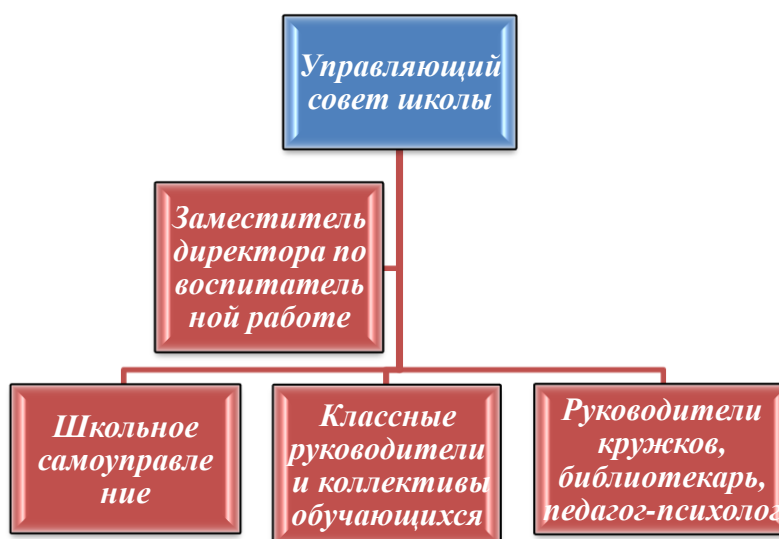 Управляющий
совет школы
Заместитель
директора по
воспитатель
ной работе
Школьное
самоуправле
ние
Классные
руководители
и коллективы
обучающихся
Руководители
кружков,
библиотекарь,
педагог-психолог